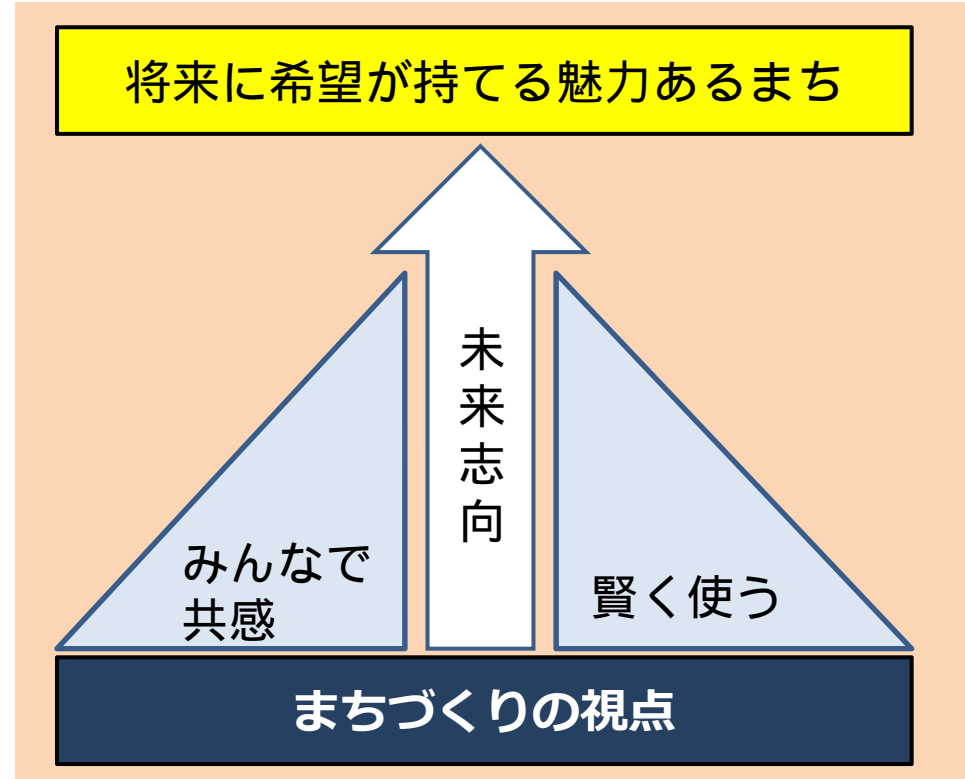 将来に希望が持てる魅力あるまち
未来志向
みんなで
共感
賢く使う
まちづくりの視点